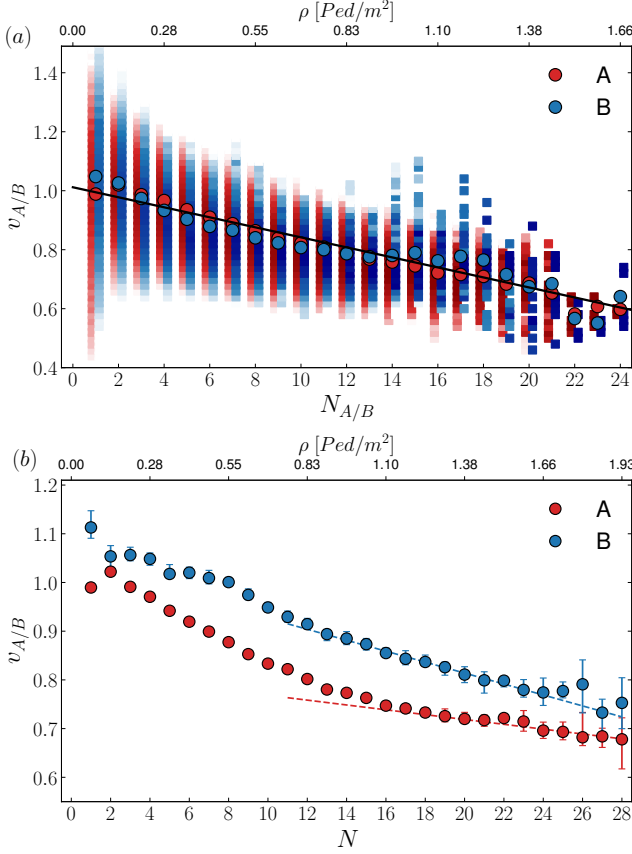 ρ [Ped/m²]
(a)
0.00 0.28 0.55 0.83 1.10 1.38 1.66
1.4
1.2
1.0
0.8
0.6
0.4
v_{A/B}
A
B
0 2 4 6 8 10 12 14 16 18 20 22 24
N_{A/B}
ρ [Ped/m²]
(b)
0.00 0.28 0.55 0.83 1.10 1.38 1.66 1.93
1.2
1.1
1.0
0.9
0.8
0.7
0.6
v_{A/B}
A
B
0 2 4 6 8 10 12 14 16 18 20 22 24 26 28
N